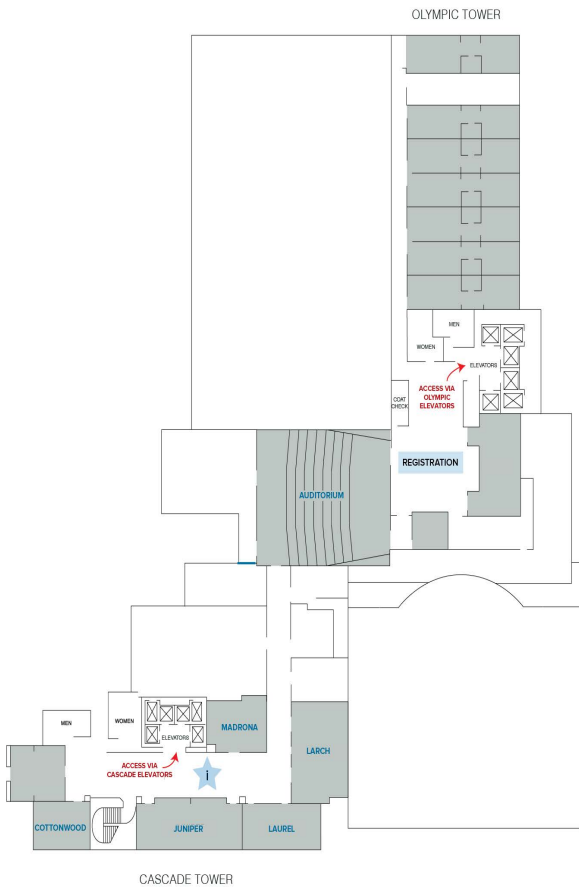 OLYMPIC TOWER
MEN
WOMEN
ELEVATORS
ACCESS VIA
OLYMPIC
ELEVATORS
COAT
CHECK
REGISTRATION
AUDITORIUM
MEN
WOMEN
ELEVATORS
MADRONA
LARCH
ACCESS VIA
CASCADE ELEVATORS
i
COTTONWOOD
JUNIPER
LAUREL
CASCADE TOWER